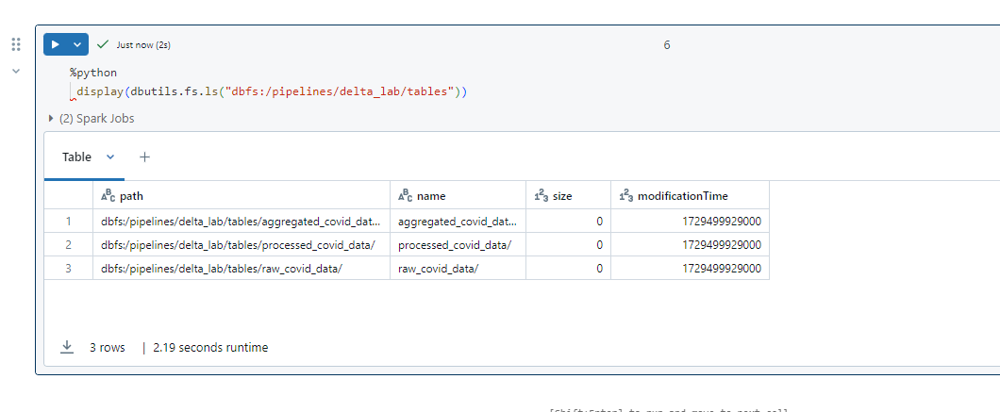 Just now (2s)
6
%python
display(dbutils.fs.ls("dbfs:/pipelines/delta_lab/tables"))
(2) Spark Jobs
Table
path name size modificationTime
1 dbfs:/pipelines/delta_lab/tables/aggregated_covid_dat... aggregated_covid_dat... 0 1729499929000
2 dbfs:/pipelines/delta_lab/tables/processed_covid_data/ processed_covid_data/ 0 1729499929000
3 dbfs:/pipelines/delta_lab/tables/raw_covid_data/ raw_covid_data/ 0 1729499929000
3 rows | 2.19 seconds runtime